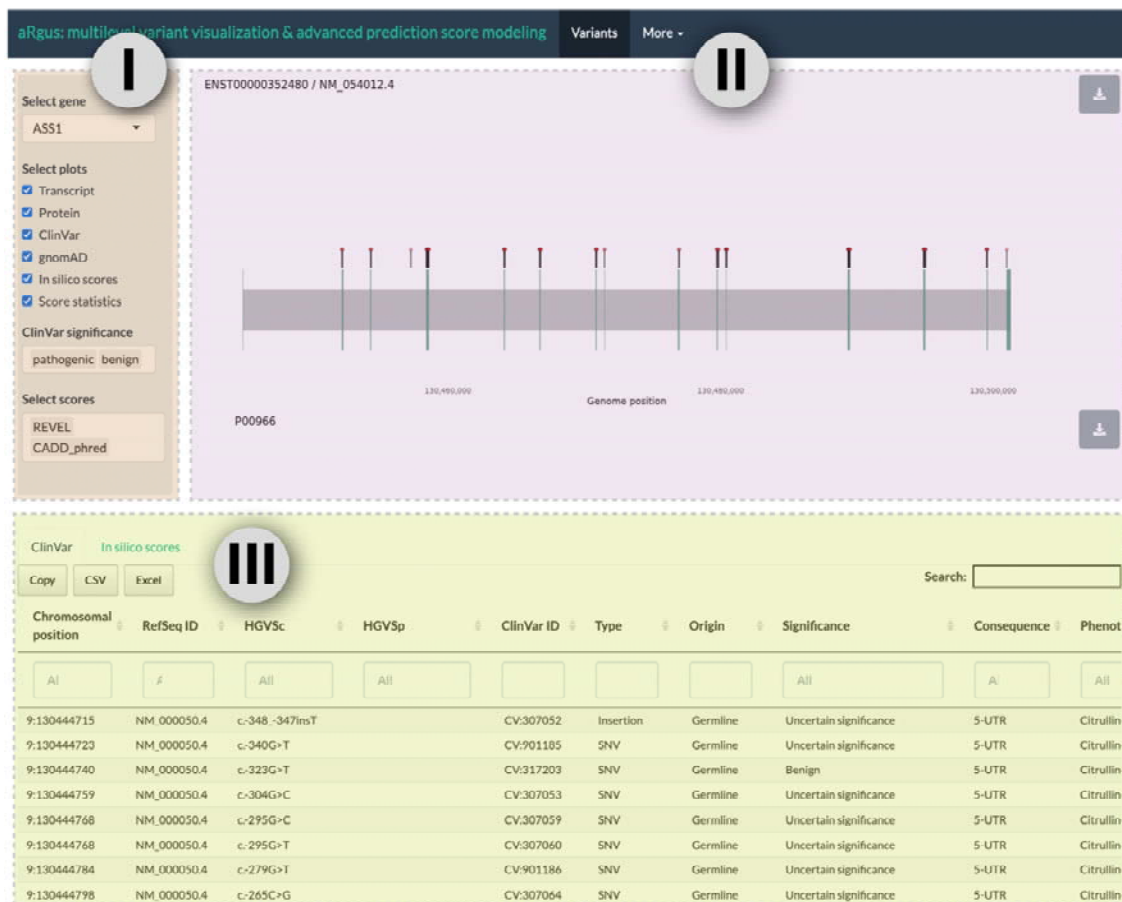 aRgus: multilevel variant visualization & advanced prediction score modeling Variants More
I
II
Select gene
ASS1
Select plots
Transcript
Protein
ClinVar
gnomAD
In silico scores
Score statistics
ClinVar significance
pathogenic benign
Select scores
REVEL
CADD_phred
ENST00000352480 / NM_054012.4
130,480,000 130,500,000
Genome position
P00966
III
ClinVar In silico scores
Copy CSV Excel
Search:
Chromosomal position RefSeq ID HGVSc HGVSp ClinVar ID Type Origin Significance Consequence Phenot
Al All All All A All
9:130444715 NM_000050.4 c.-348_-347insT CV:307052 Insertion Germline Uncertain significance 5-UTR Citrullin
9:130444723 NM_000050.4 c.-340G>T CV:901185 SNV Germline Uncertain significance 5-UTR Citrullin
9:130444740 NM_000050.4 c.-323G>T CV:317203 SNV Germline Benign 5-UTR Citrullin
9:130444759 NM_000050.4 c.-304G>C CV:307053 SNV Germline Uncertain significance 5-UTR Citrullin
9:130444768 NM_000050.4 c.-295G>C CV:307059 SNV Germline Uncertain significance 5-UTR Citrullin
9:130444768 NM_000050.4 c.-295G>T CV:307060 SNV Germline Uncertain significance 5-UTR Citrullin
9:130444784 NM_000050.4 c.-279G>T CV:901186 SNV Germline Uncertain significance 5-UTR Citrullin
9:130444798 NM_000050.4 c.-265C>G CV:307064 SNV Germline Uncertain significance 5-UTR Citrullin